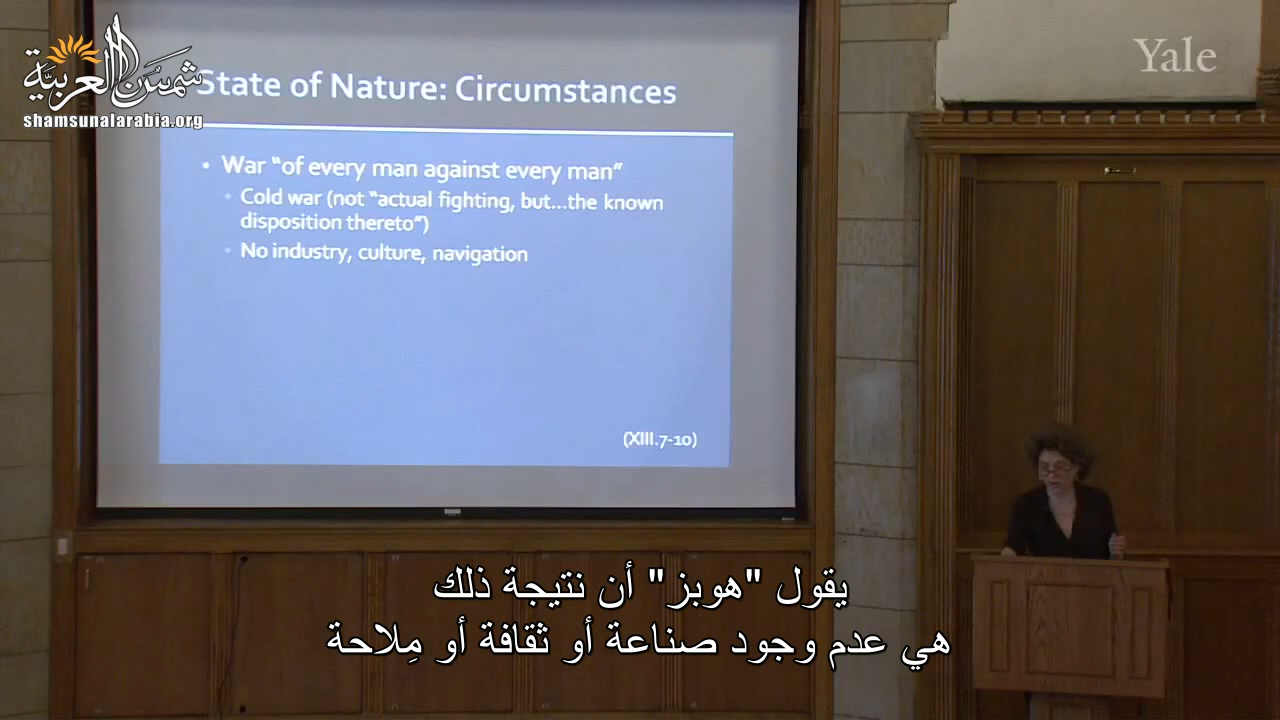 شمس العربية
shamsunalarabia.org
Yale
State of Nature: Circumstances
• War “of every man against every man”
• Cold war (not “actual fighting, but...the known
disposition thereto”)
• No industry, culture, navigation
(XIII.7-10)
يقول "هوبز" أن نتيجة ذلك
هي عدم وجود صناعة أو ثقافة أو مِلاحة